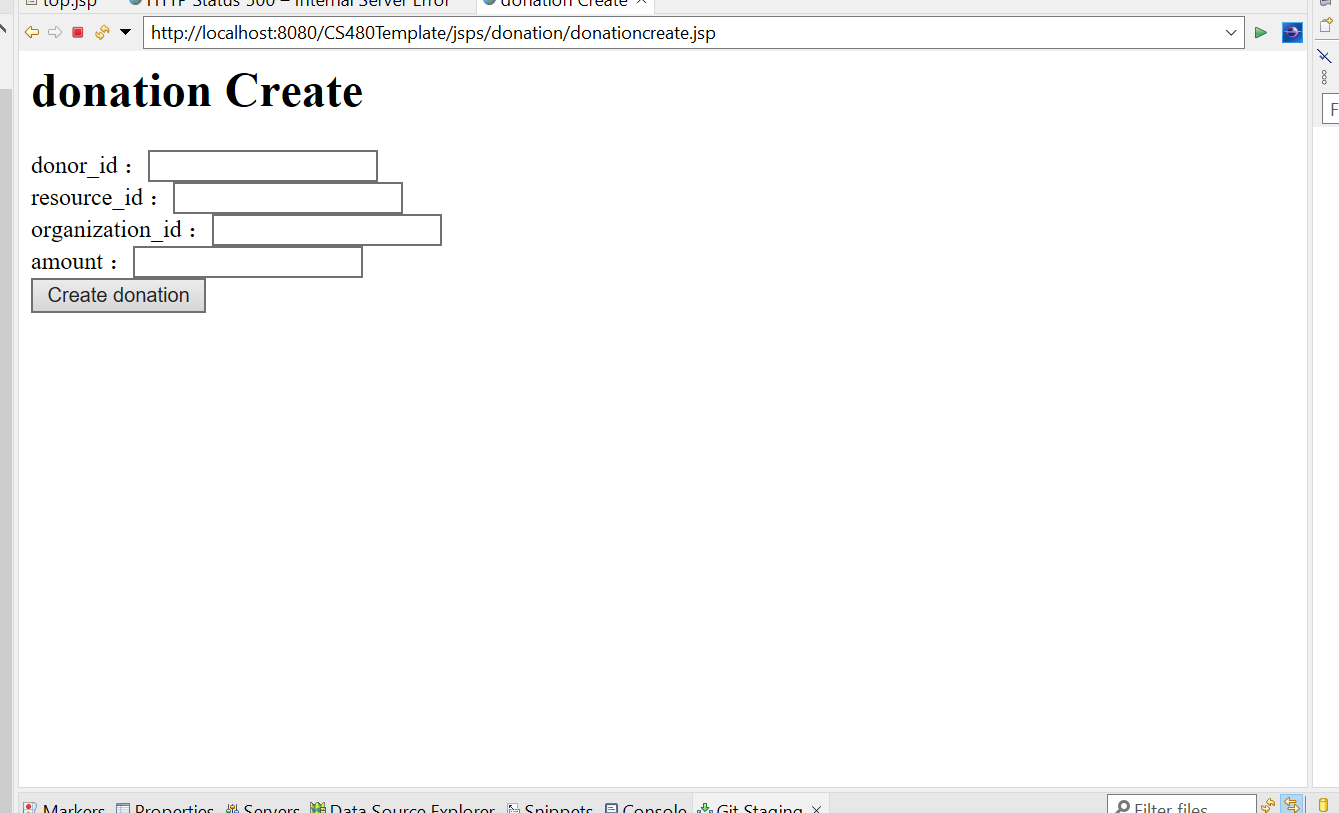 top.jsp HTTP Status 500 – Internal Server Error donation Create
http://localhost:8080/CS480Template/jsps/donation/donationcreate.jsp
donation Create
donor_id :
resource_id :
organization_id :
amount :
Create donation
F
Markers Properties Servers Data Source Explorer Snippets Console Git Staging
Filter files